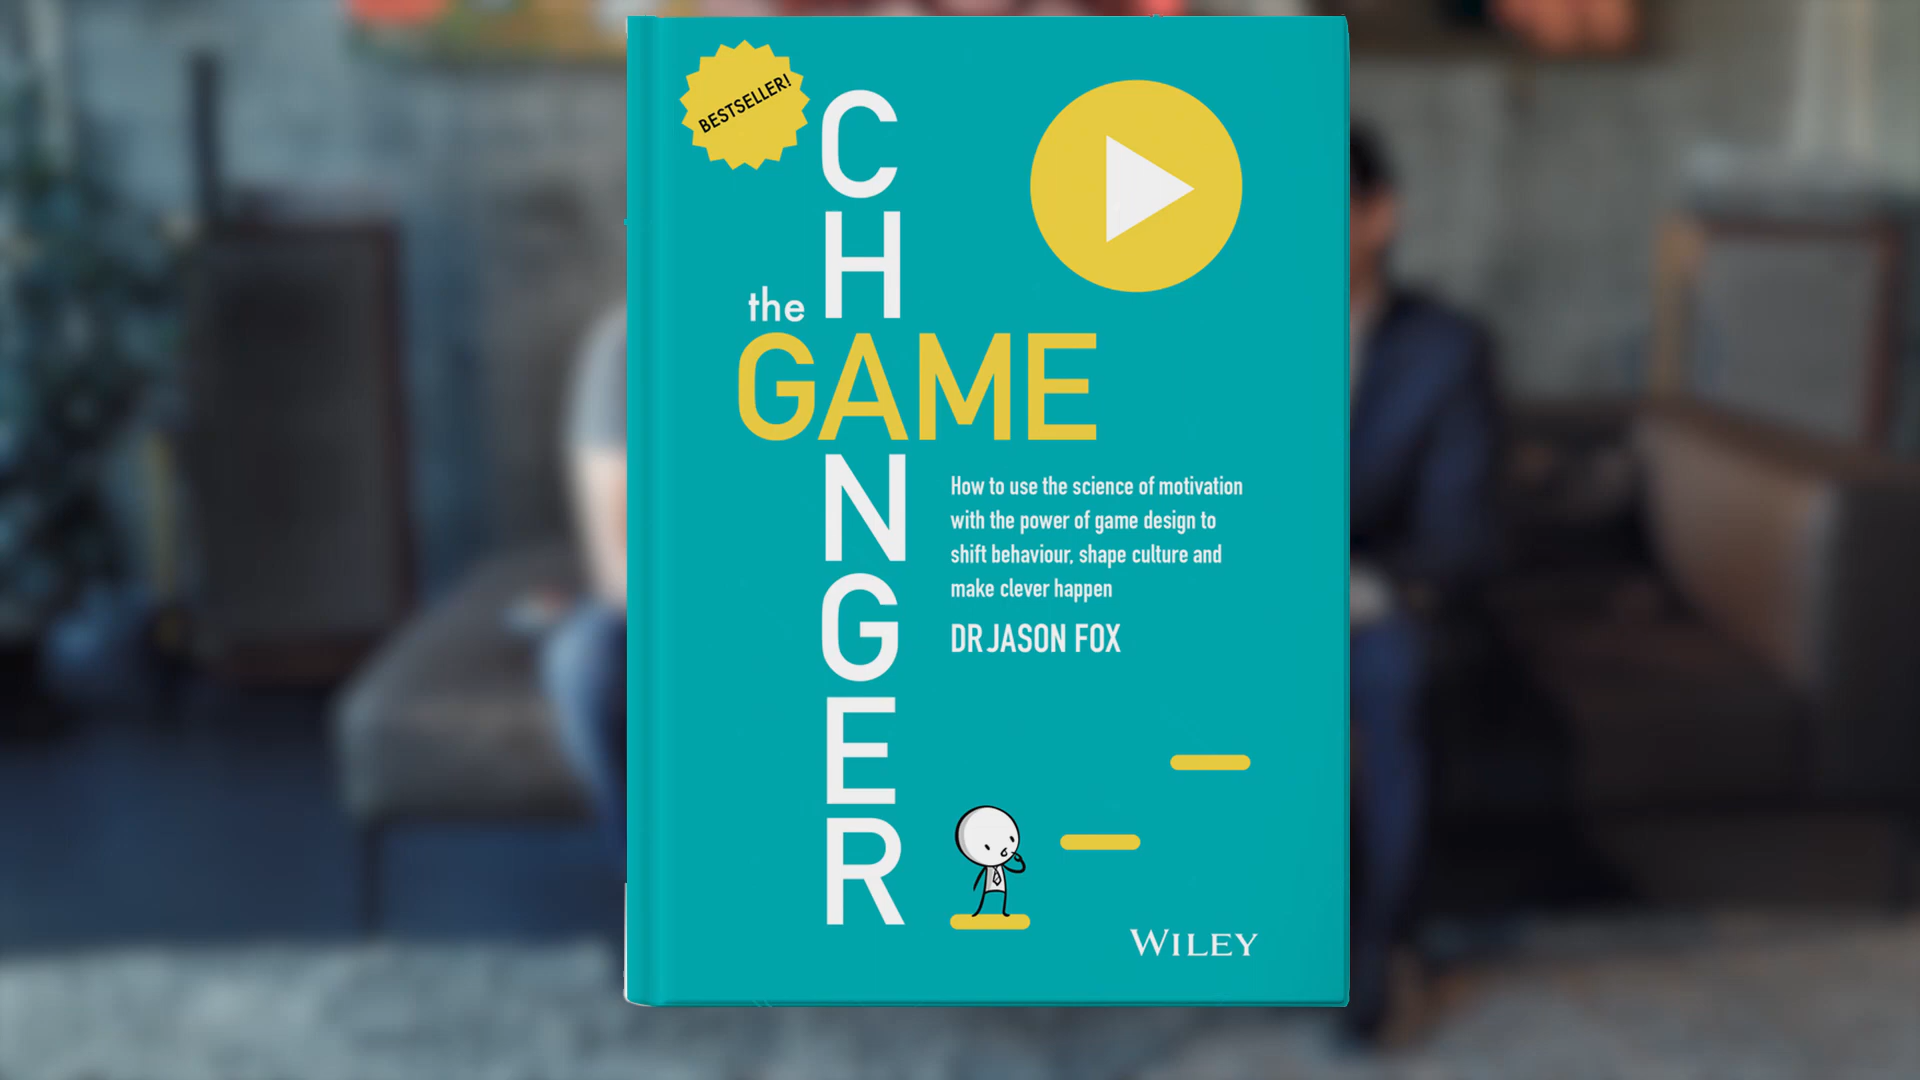 BESTSELLER!
the
GAME
CHANGER
How to use the science of motivation
with the power of game design to
shift behaviour, shape culture and
make clever happen
DR JASON FOX
WILEY